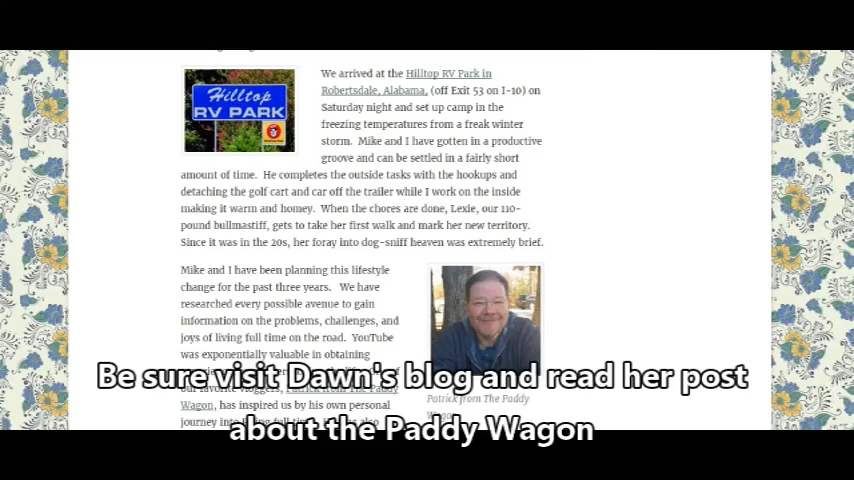 Hilltop
RV PARK
We arrived at the Hilltop RV Park in
Robertsdale, Alabama, (off Exit 53 on I-10) on
Saturday night and set up camp in the
freezing temperatures from a freak winter
storm. Mike and I have gotten in a productive
groove and can be settled in a fairly short
amount of time. He completes the outside tasks with the hookups and
detaching the golf cart and car off the trailer while I work on the inside
making it warm and homey. When the chores are done, Lexie, our 110-
pound bullmastiff, gets to take her first walk and mark her new territory.
Since it was in the 20s, her foray into dog-sniff heaven was extremely brief.
Mike and I have been planning this lifestyle
change for the past three years. We have
researched every possible avenue to gain
information on the problems, challenges, and
joys of living full time on the road. YouTube
was exponentially valuable in obtaining
Patrick from The Paddy
Wagon, has inspired us by his own personal
Be sure visit Dawn's blog and read her post
about the Paddy Wagon